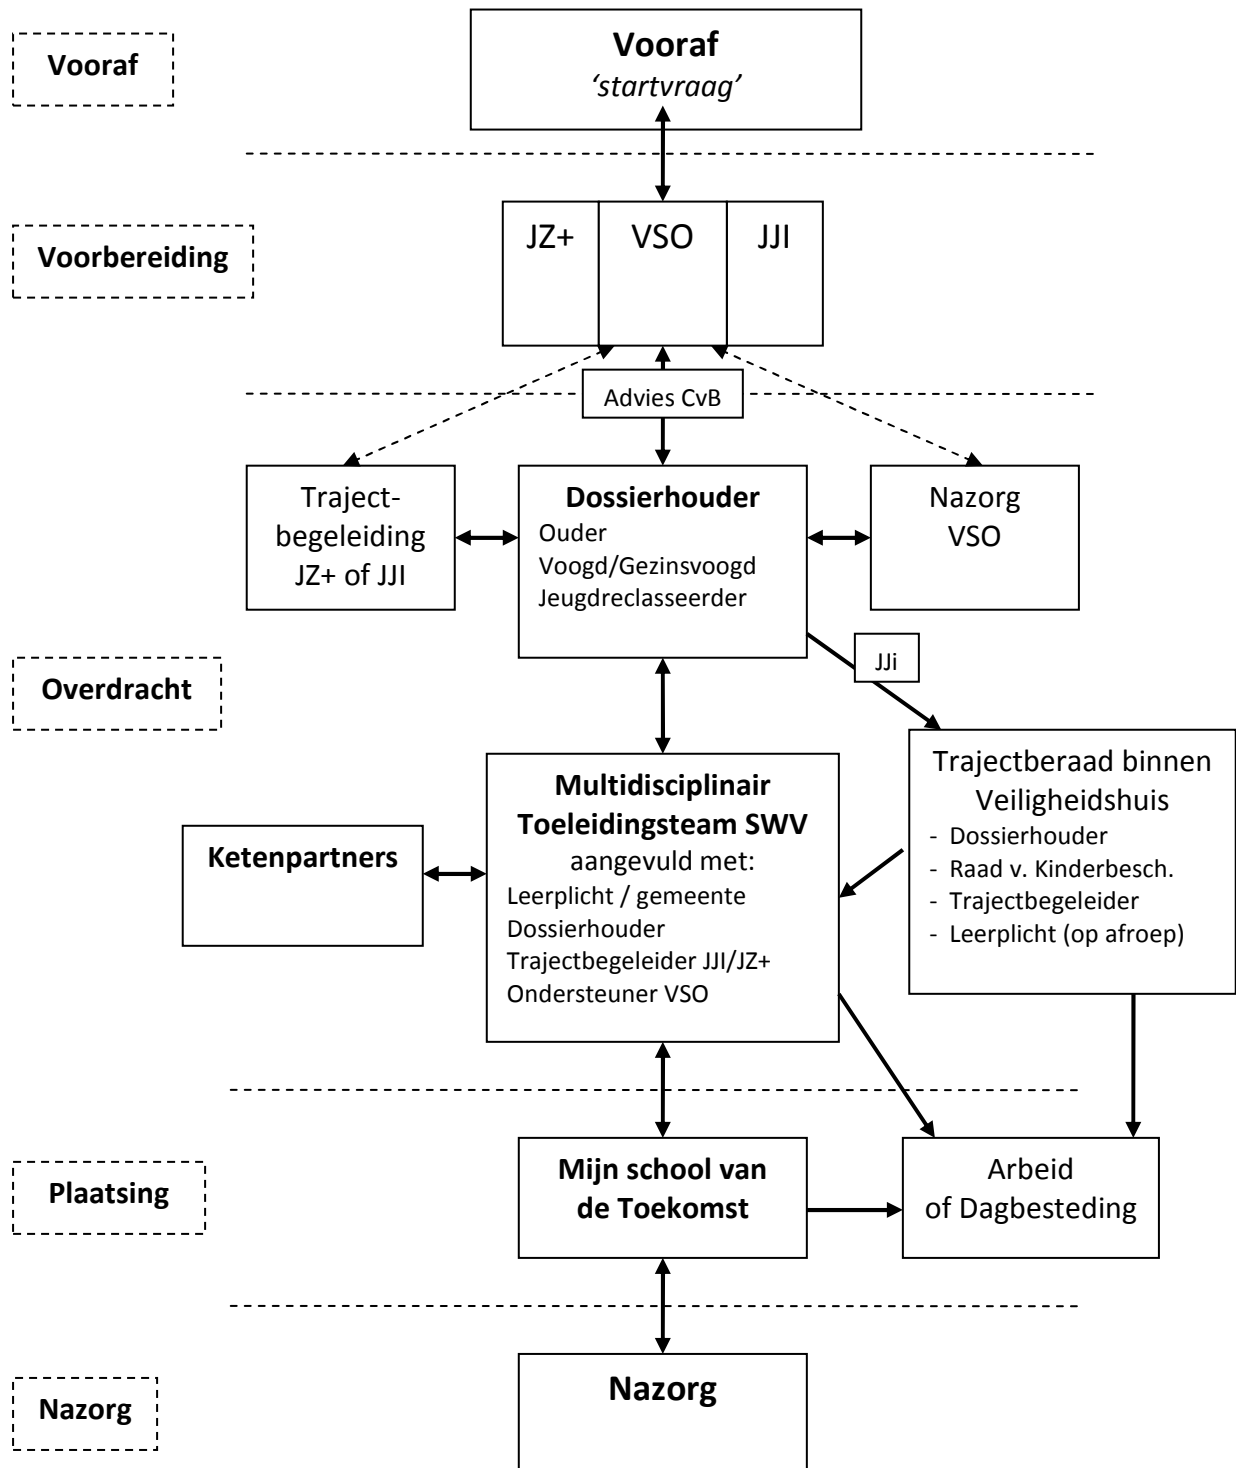 Vooraf
Vooraf
‘startvraag’
Voorbereiding
JZ+
VSO
JJI
Advies CvB
Traject-
begeleiding
JZ+ of JJI
Dossierhouder
Ouder
Voogd/Gezinsvoogd
Jeugdreclasseerder
Nazorg
VSO
JJi
Overdracht
Ketenpartners
Multidisciplinair
Toeleidingsteam SWV
aangevuld met:
Leerplicht / gemeente
Dossierhouder
Trajectbegeleider JJI/JZ+
Ondersteuner VSO
Trajectberaad binnen
Veiligheidshuis
- Dossierhouder
- Raad v. Kinderbesch.
- Trajectbegeleider
- Leerplicht (op afroep)
Plaatsing
Mijn school van
de Toekomst
Arbeid
of Dagbesteding
Nazorg
Nazorg